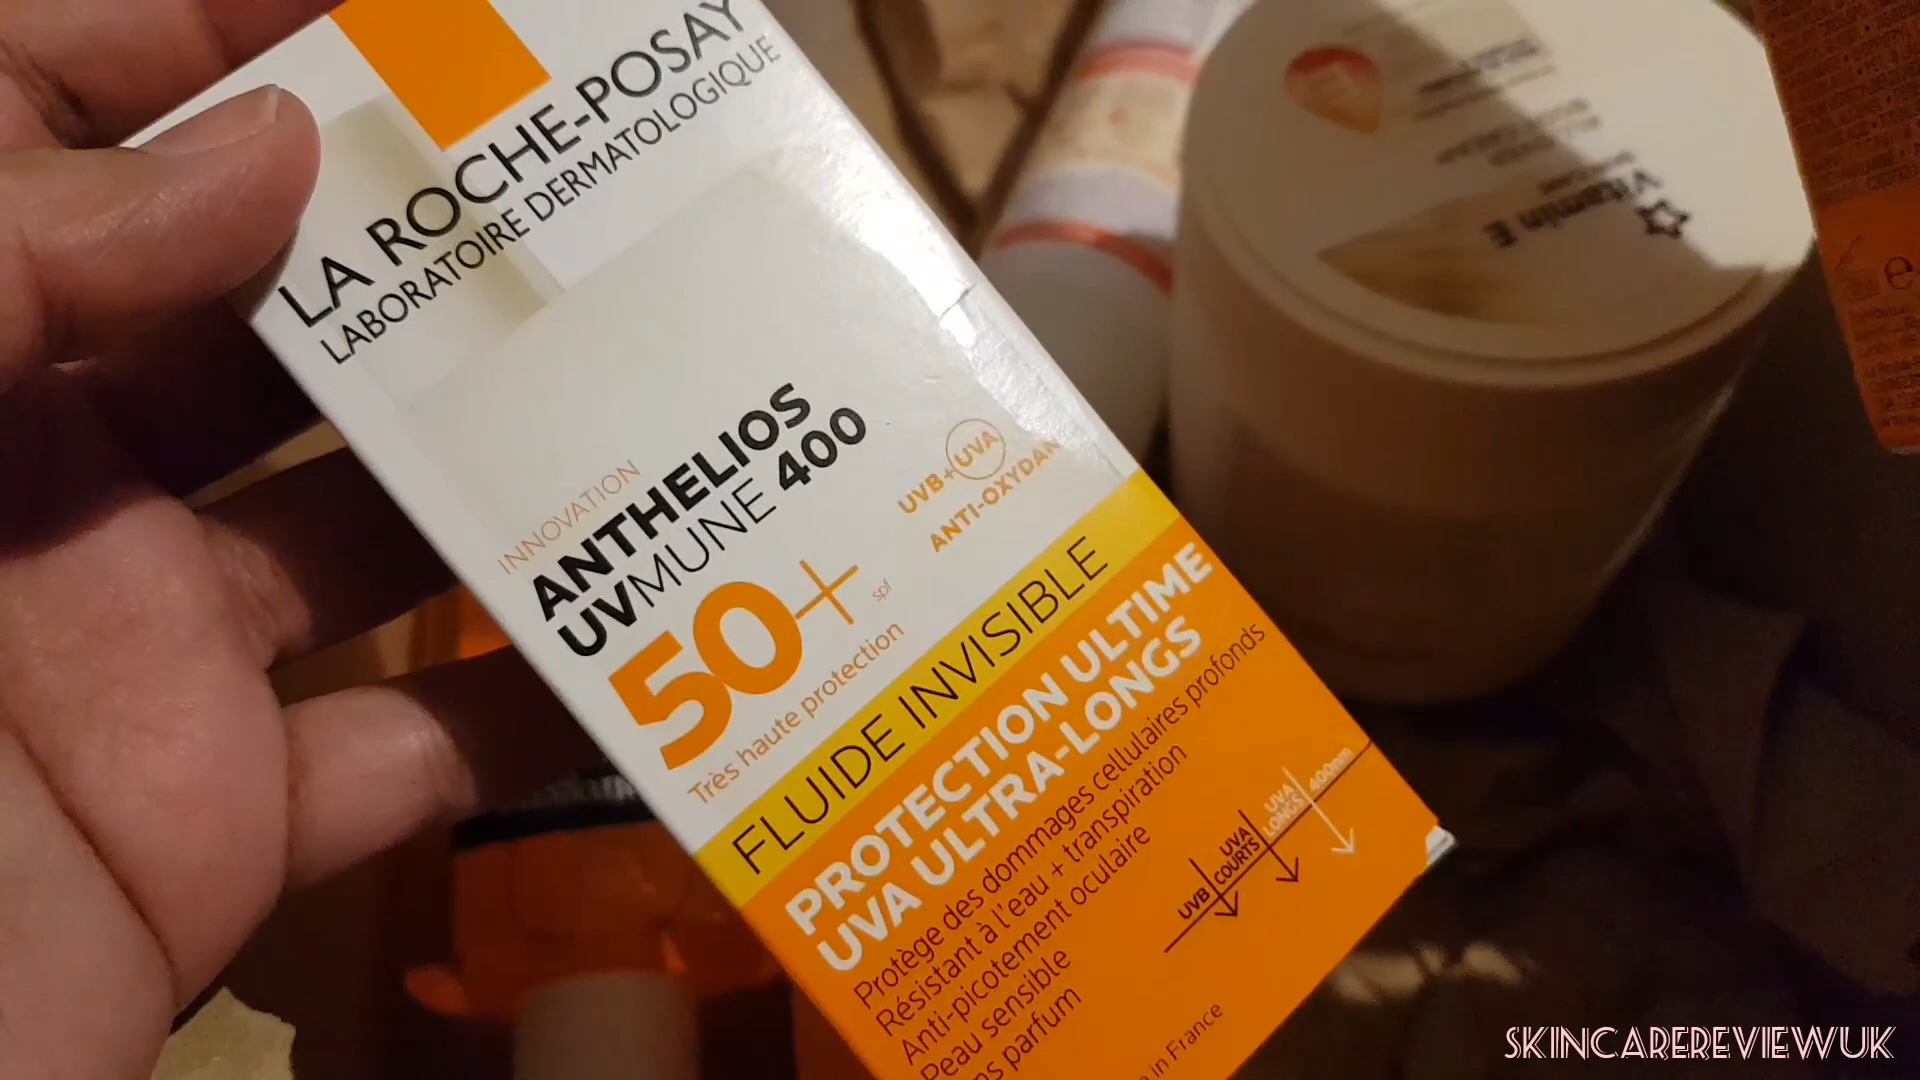 LA ROCHE-POSAY
LABORATOIRE DERMATOLOGIQUE
INNOVATION
ANTHELIOS
UVMUNE 400
50+
spf
Très haute protection
UVB+UVA
ANTI-OXYDAN
FLUIDE INVISIBLE
PROTECTION ULTIME
UVA ULTRA-LONGS
Protège des dommages cellulaires profonds
Résistant à l'eau + transpiration
Anti-picotement oculaire
Peau sensible
ns parfum
UVB
UVA
COURTS
UVA
LONGS
400nm
in France
Vitamin E
e
SKINCAREREVIEWUK